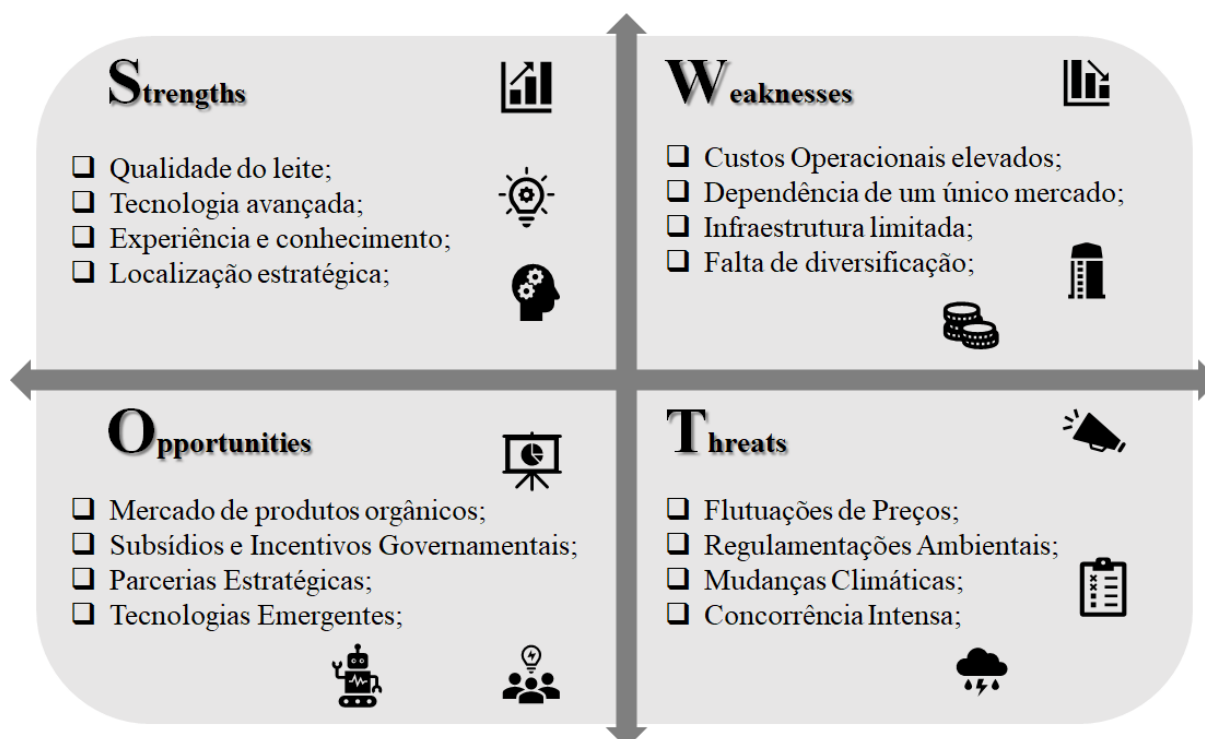 Strengths
Qualidade do leite;
Tecnologia avançada;
Experiência e conhecimento;
Localização estratégica;
Weaknesses
Custos Operacionais elevados;
Dependência de um único mercado;
Infraestrutura limitada;
Falta de diversificação;
Opportunities
Mercado de produtos orgânicos;
Subsídios e Incentivos Governamentais;
Parcerias Estratégicas;
Tecnologias Emergentes;
Threats
Flutuações de Preços;
Regulamentações Ambientais;
Mudanças Climáticas;
Concorrência Intensa;